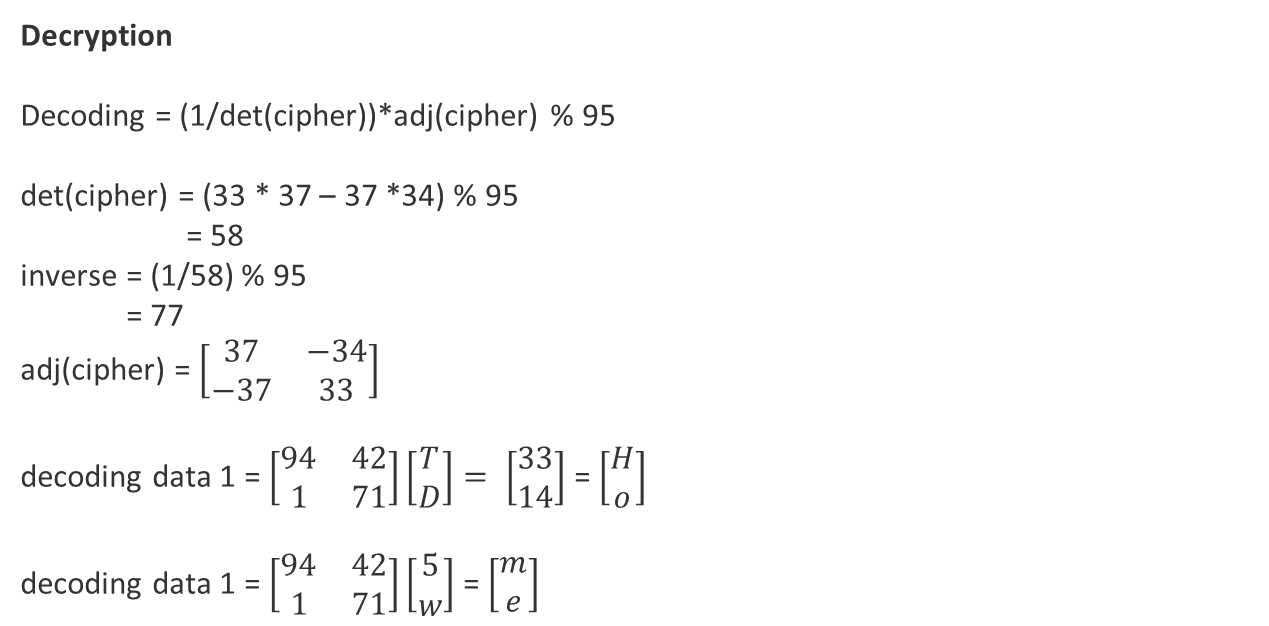 Decryption
Decoding = (1/det(cipher))*adj(cipher) % 95
det(cipher) = (33 * 37 – 37 *34) % 95
= 58
inverse = (1/58) % 95
= 77
adj(cipher) = [37 −34; −37 33]
decoding data 1 = [94 42; 1 71] [T; D] = [33; 14] = [H; o]
decoding data 1 = [94 42; 1 71] [5; w] = [m; e]